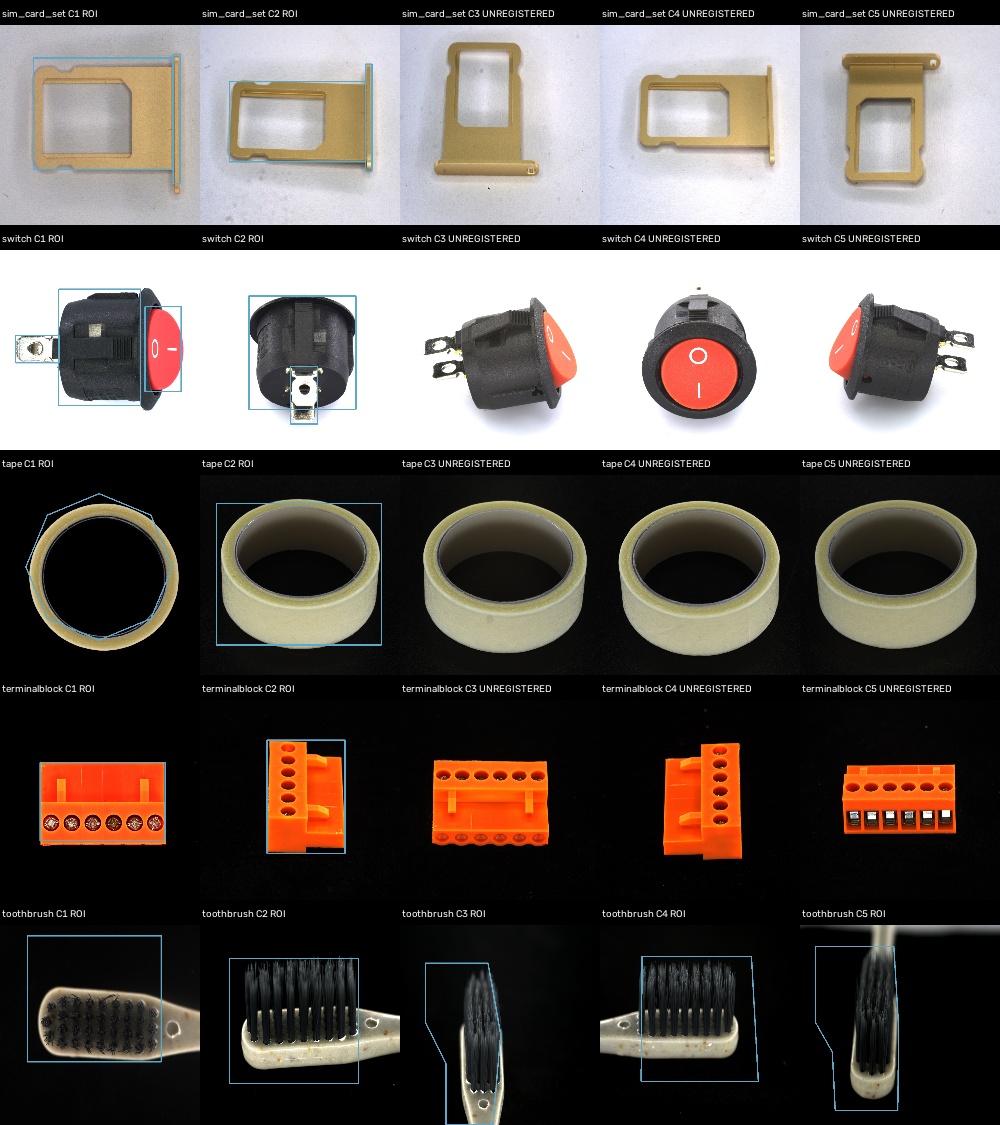 sim_card_set C1 ROI
sim_card_set C2 ROI
sim_card_set C3 UNREGISTERED
sim_card_set C4 UNREGISTERED
sim_card_set C5 UNREGISTERED
switch C1 ROI
switch C2 ROI
switch C3 UNREGISTERED
switch C4 UNREGISTERED
switch C5 UNREGISTERED
tape C1 ROI
tape C2 ROI
tape C3 UNREGISTERED
tape C4 UNREGISTERED
tape C5 UNREGISTERED
terminalblock C1 ROI
terminalblock C2 ROI
terminalblock C3 UNREGISTERED
terminalblock C4 UNREGISTERED
terminalblock C5 UNREGISTERED
toothbrush C1 ROI
toothbrush C2 ROI
toothbrush C3 ROI
toothbrush C4 ROI
toothbrush C5 ROI